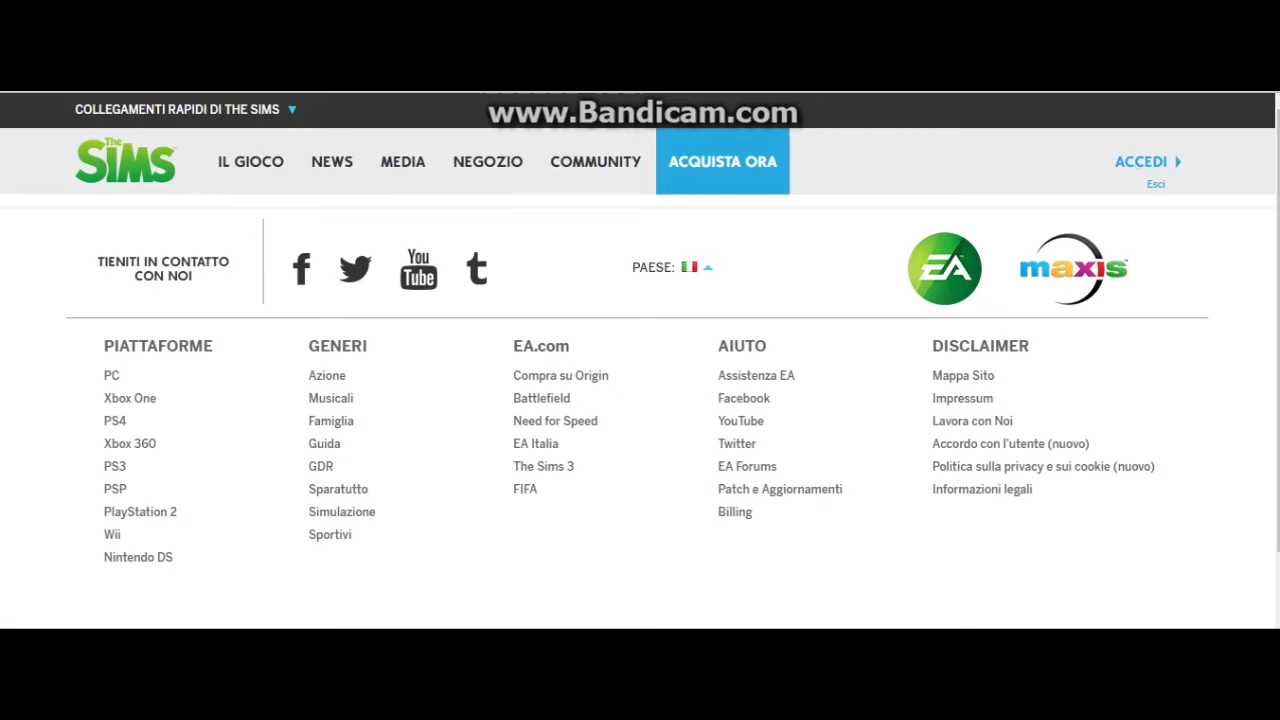 www.Bandicam.com
COLLEGAMENTI RAPIDI DI THE SIMS
The SIMS
IL GIOCO NEWS MEDIA NEGOZIO COMMUNITY ACQUISTA ORA ACCEDI
Esci
TIENITI IN CONTATTO
CON NOI
You Tube
PAESE:
EA
maxis
PIATTAFORME
PC
Xbox One
PS4
Xbox 360
PS3
PSP
PlayStation 2
Wii
Nintendo DS
GENERI
Azione
Musicali
Famiglia
Guida
GDR
Sparatutto
Simulazione
Sportivi
EA.com
Compra su Origin
Battlefield
Need for Speed
EA Italia
The Sims 3
FIFA
AIUTO
Assistenza EA
Facebook
YouTube
Twitter
EA Forums
Patch e Aggiornamenti
Billing
DISCLAIMER
Mappa Sito
Impressum
Lavora con Noi
Accordo con l'utente (nuovo)
Politica sulla privacy e sui cookie (nuovo)
Informazioni legali